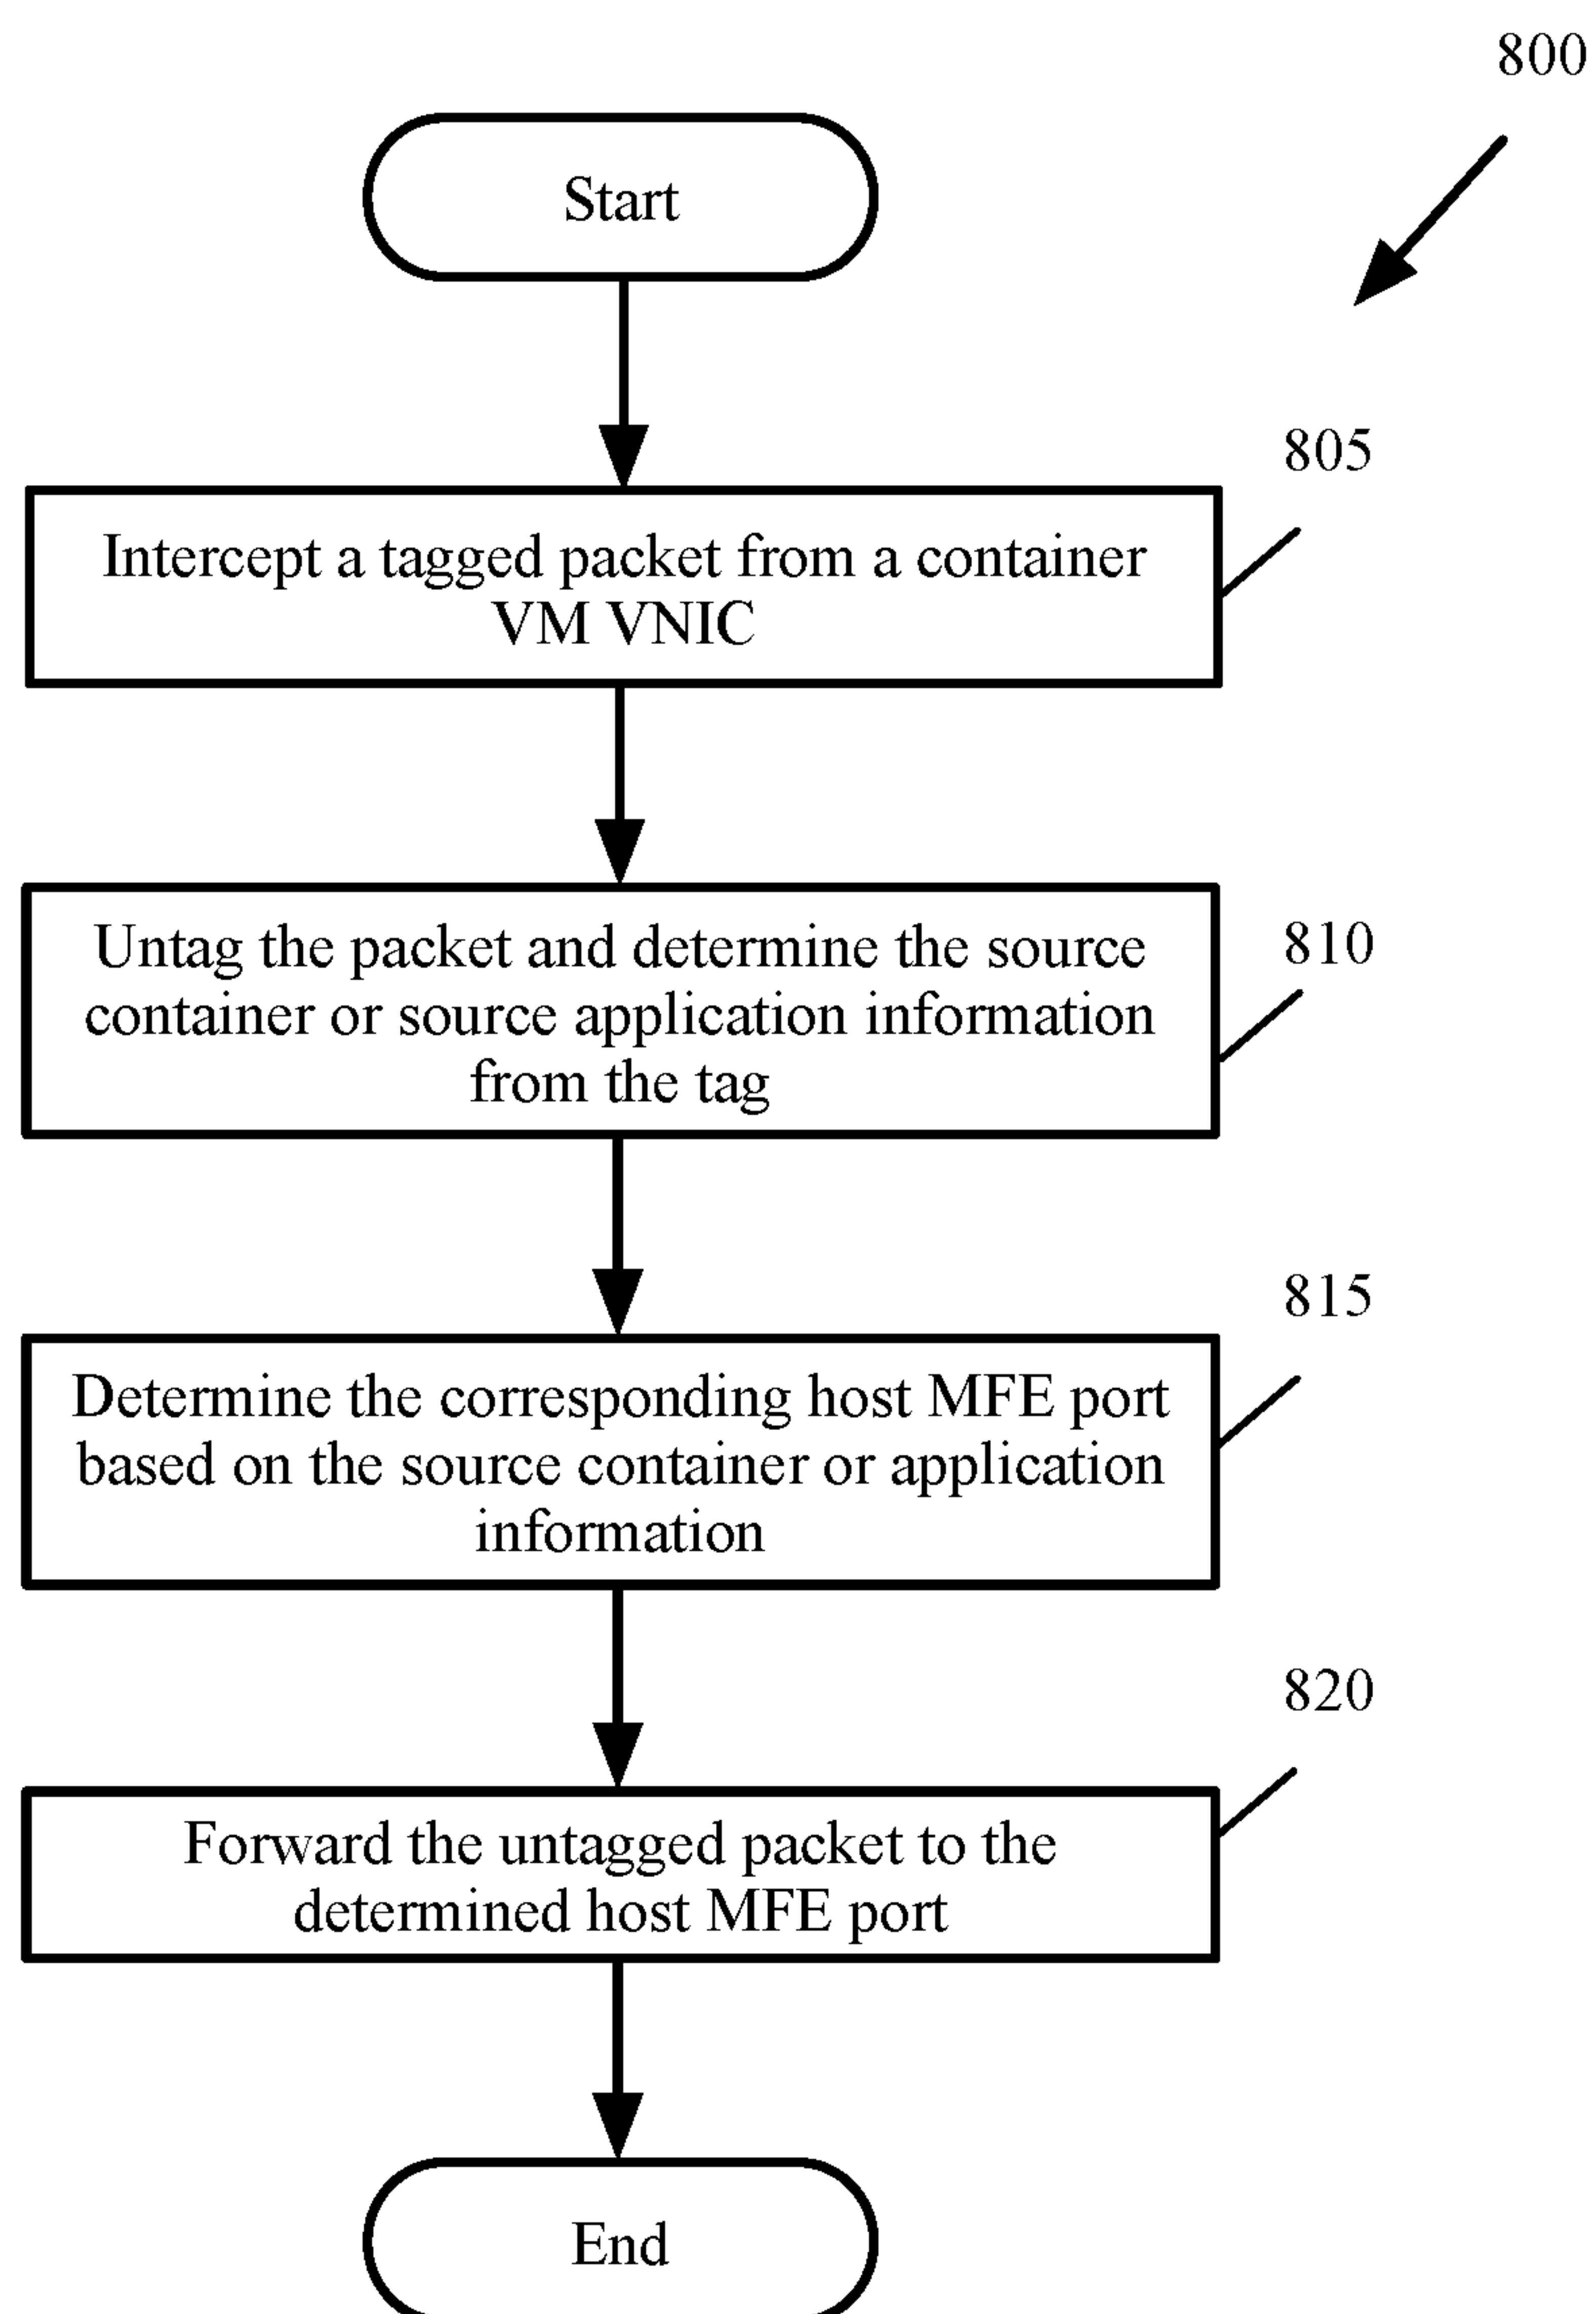 800
Start
805
Intercept a tagged packet from a container
VM VNIC
810
Untag the packet and determine the source
container or source application information
from the tag
815
Determine the corresponding host MFE port
based on the source container or application
information
820
Forward the untagged packet to the
determined host MFE port
End